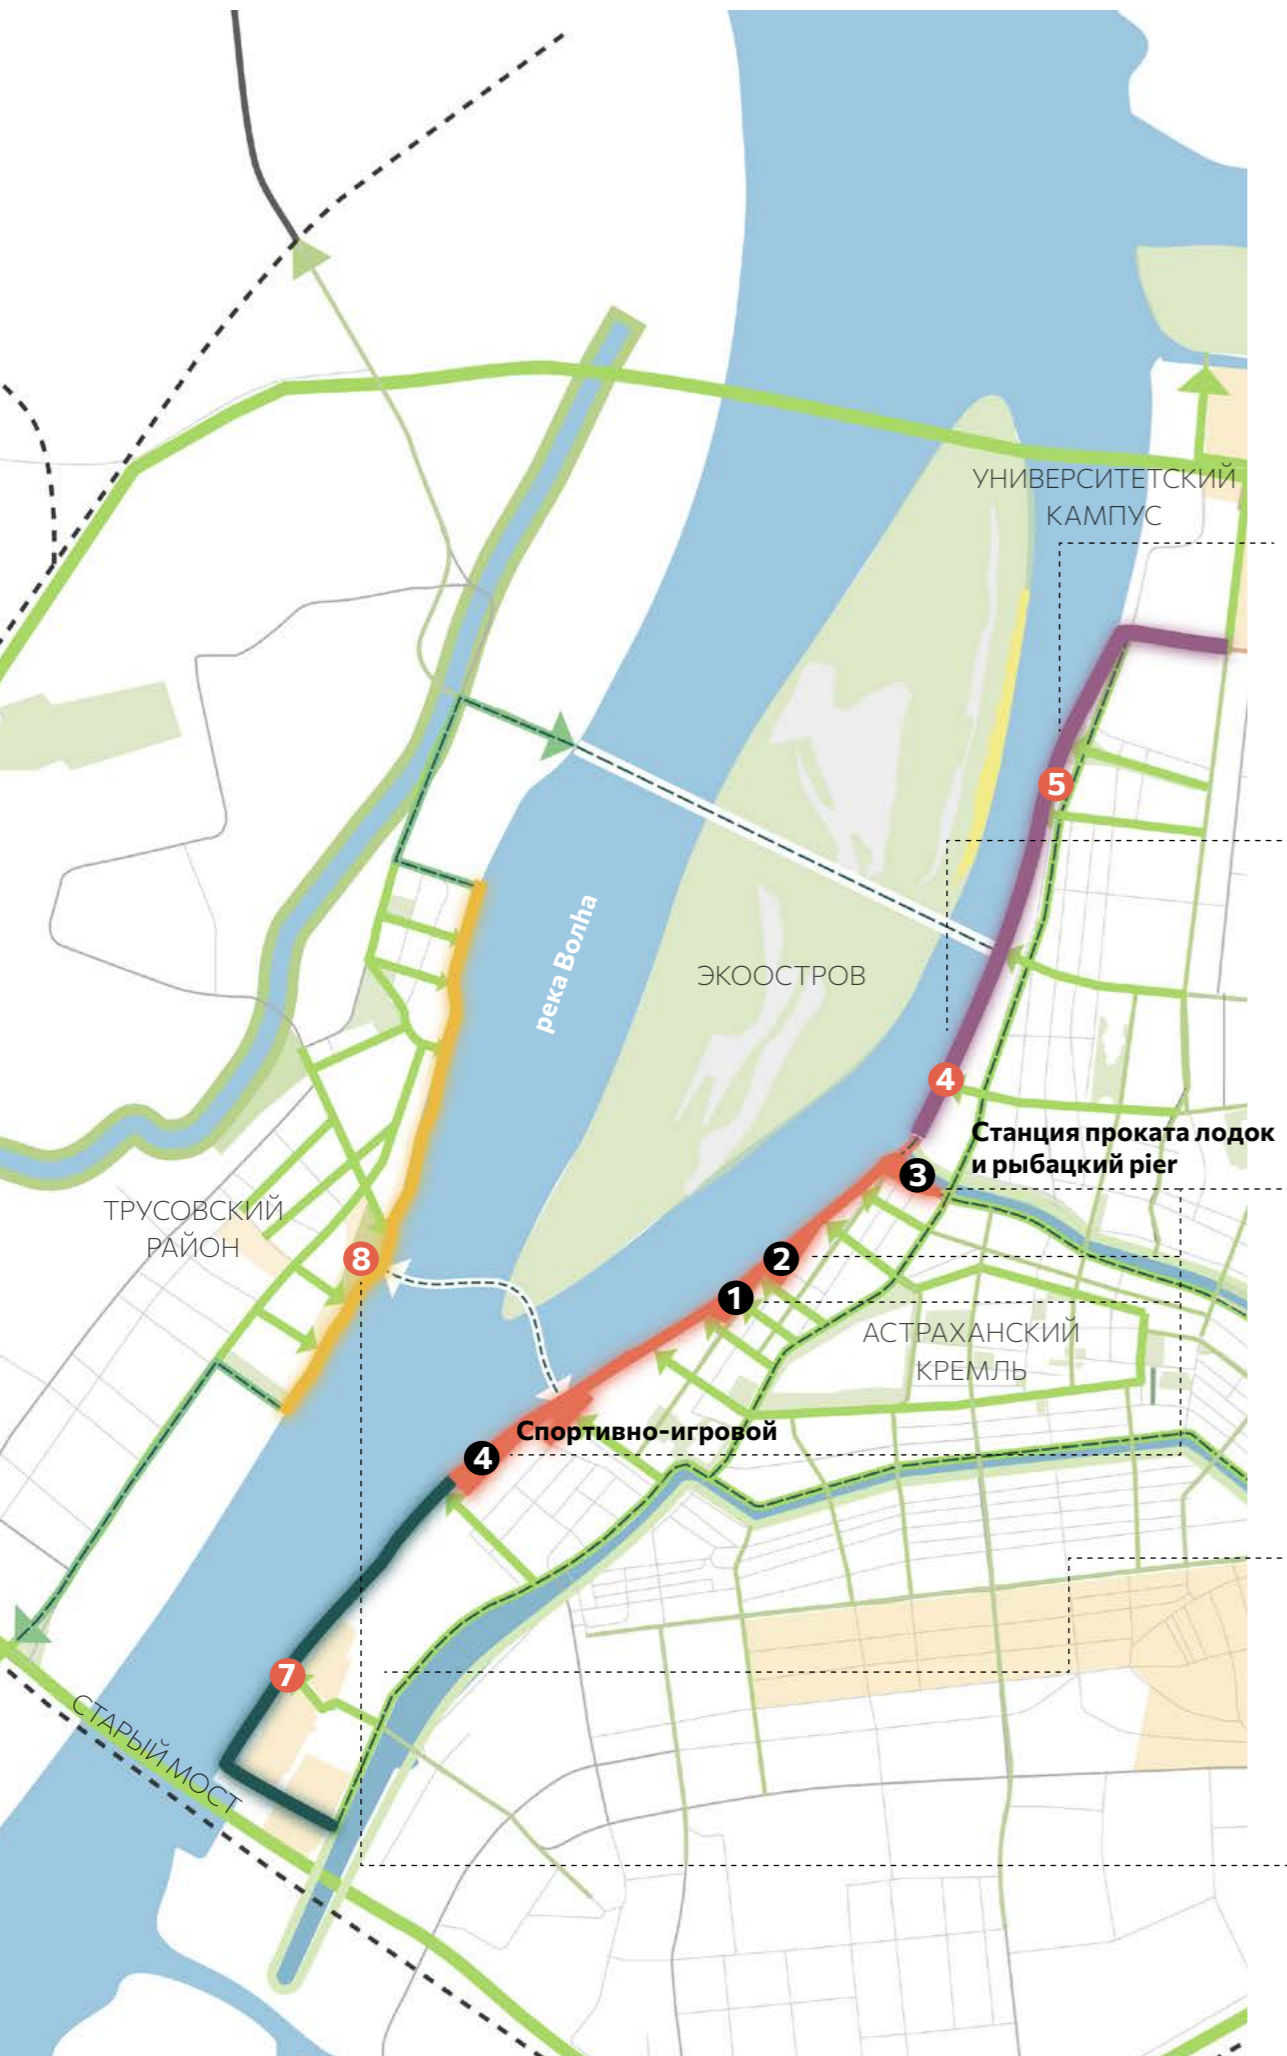 УНИВЕРСИТЕТСКИЙ
КАМПУС
5
река Волhа
ЭКООСТРОВ
4
Станция проката лодок
и рыбацкий pier
3
ТРУСОВСКИЙ
РАЙОН
8
2
1
АСТРАХАНСКИЙ
КРЕМЛЬ
Спортивно-игровой
4
7
СТАРЫЙ МОСТ